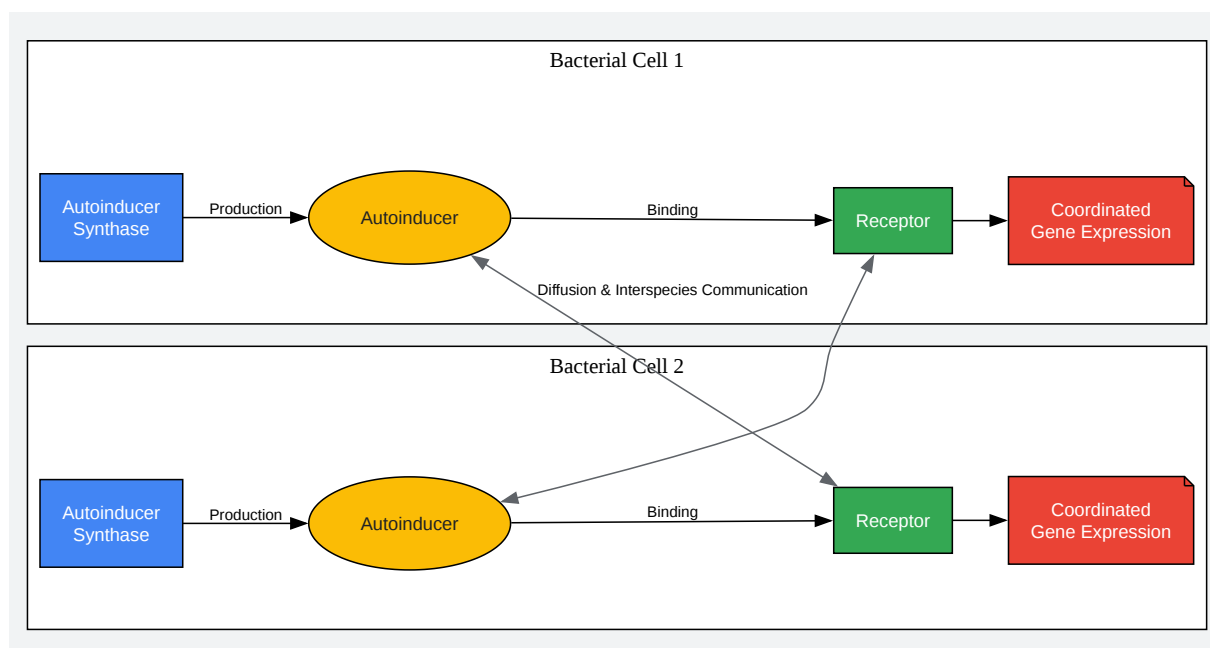 Bacterial Cell 1
Autoinducer
Synthase
Production
Autoinducer
Binding
Receptor
Coordinated
Gene Expression
Diffusion & Interspecies Communication
Bacterial Cell 2
Autoinducer
Synthase
Production
Autoinducer
Binding
Receptor
Coordinated
Gene Expression